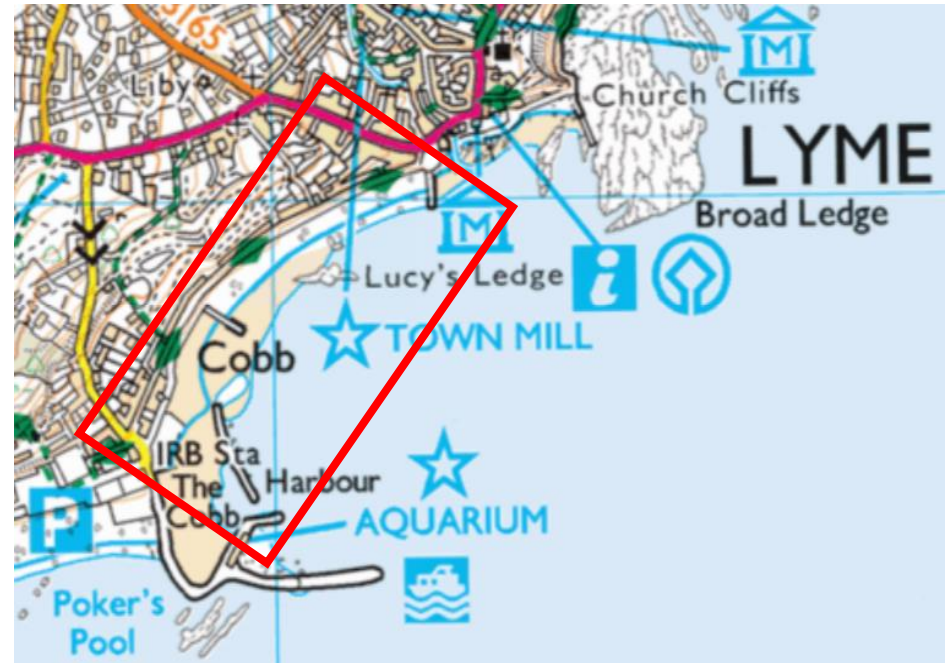 3165
Liby
M
Church Cliffs
LYME
Broad Ledge
M
Lucy's Ledge
i
TOWN MILL
Cobb
IRB Sta
The
Cobb
Harbour
P
AQUARIUM
Poker's
Pool